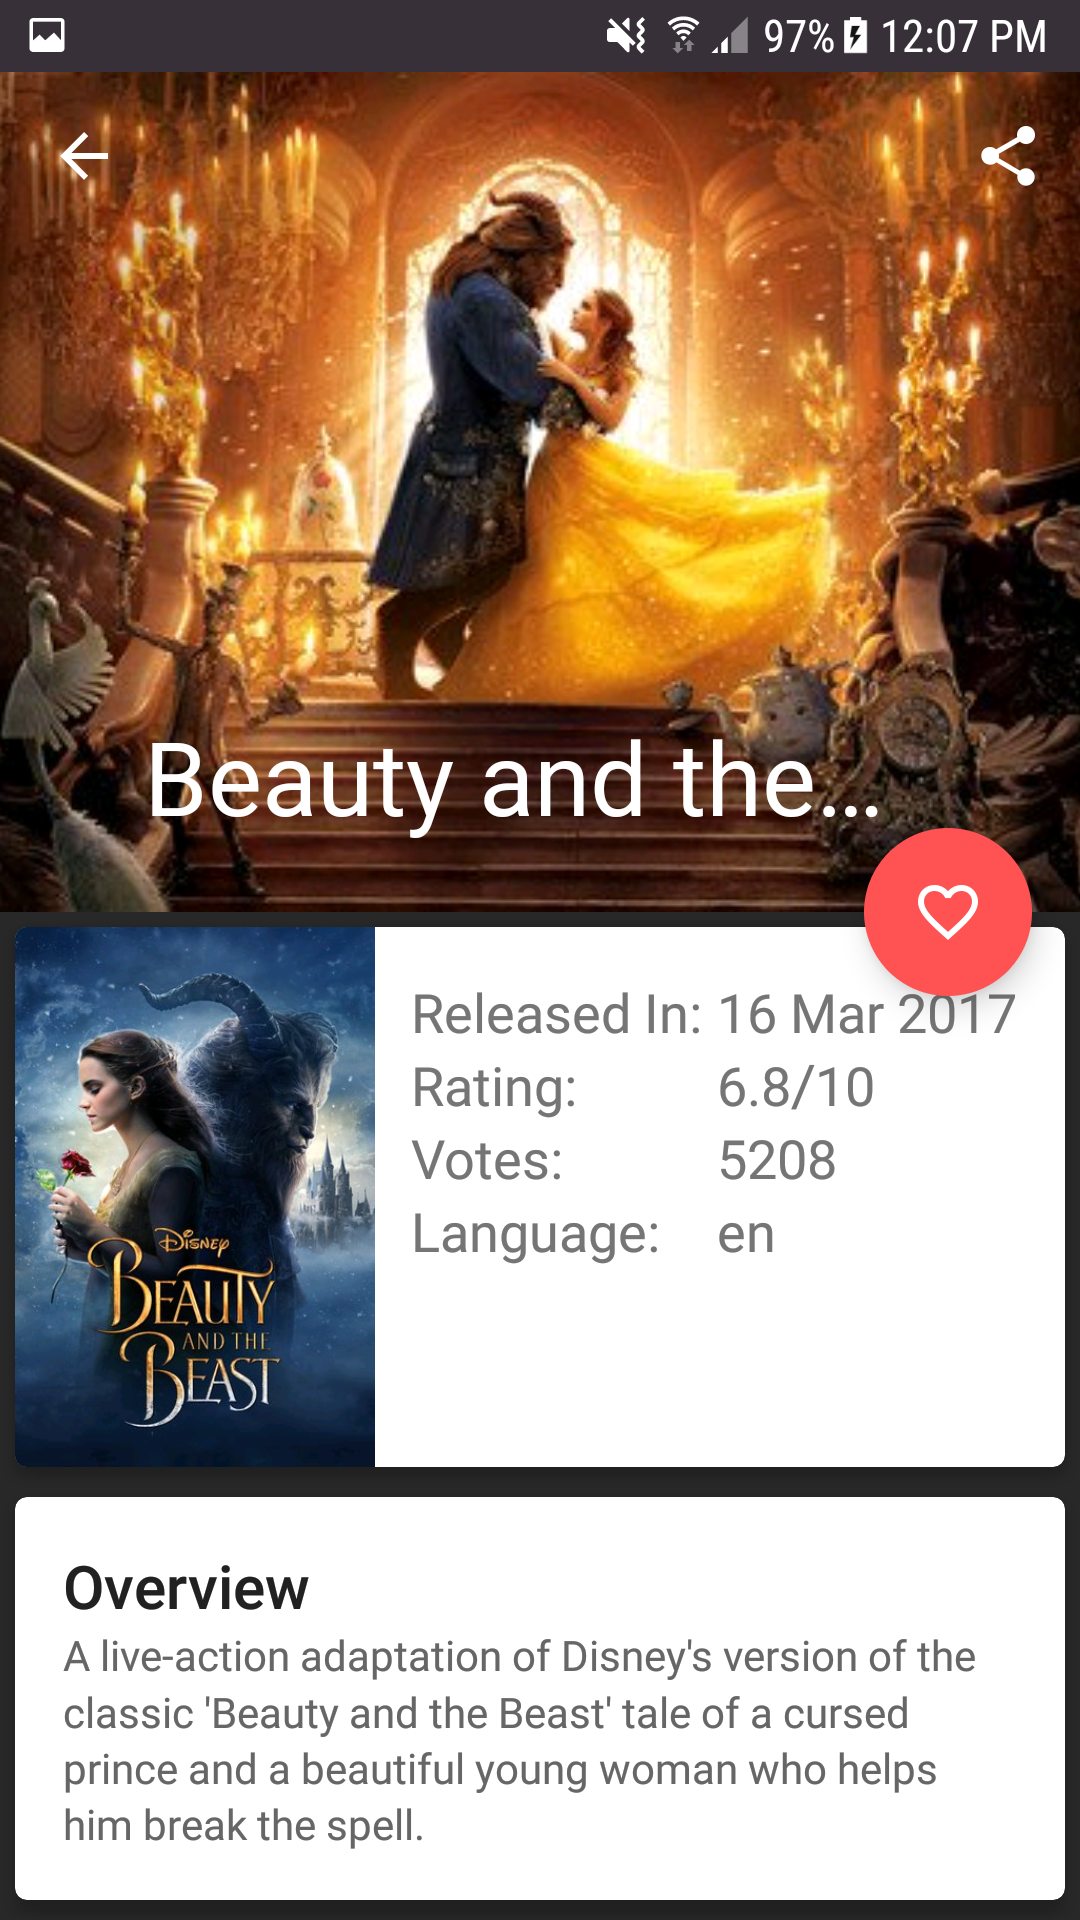 97% 12:07 PM
Beauty and the...
Released In: 16 Mar 2017
Rating: 6.8/10
Votes: 5208
Language: en
Disney
BEAUTY
AND THE
BEAST
Overview
A live-action adaptation of Disney's version of the
classic 'Beauty and the Beast' tale of a cursed
prince and a beautiful young woman who helps
him break the spell.